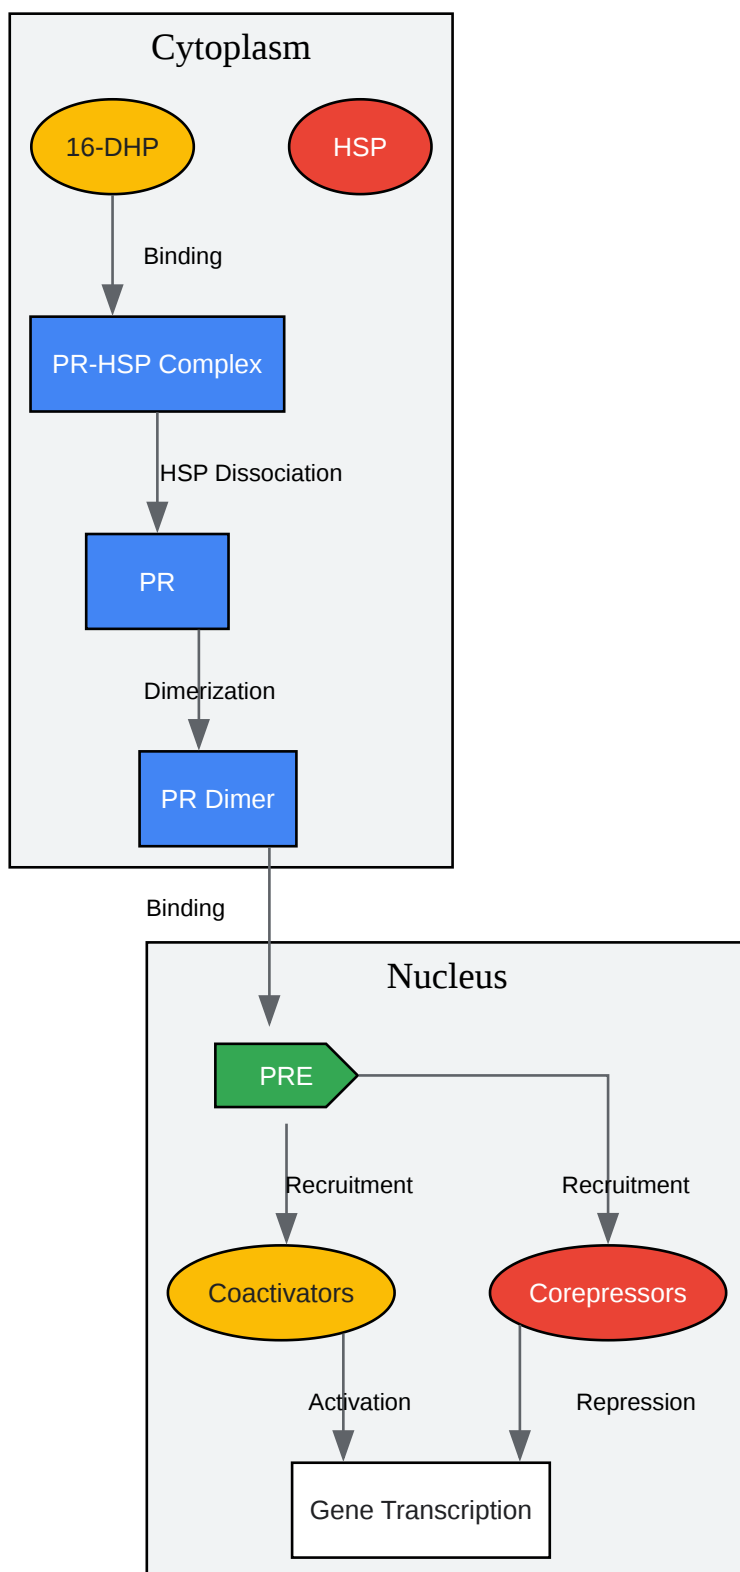 Cytoplasm
16-DHP
HSP
Binding
PR-HSP Complex
HSP Dissociation
PR
Dimerization
PR Dimer
Binding
Nucleus
PRE
Recruitment
Recruitment
Coactivators
Corepressors
Activation
Repression
Gene Transcription